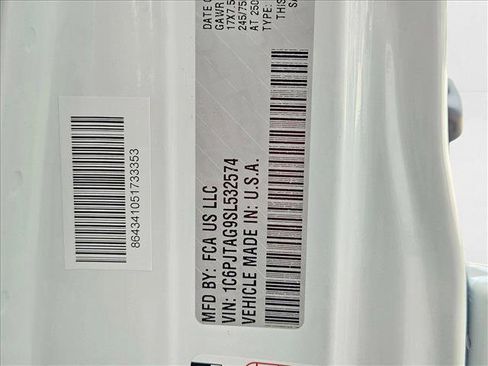 DATE O
GAWR
17X7.5
245/75
AT 250
TYPE:
THIS
SA
MFD BY: FCA US LLC
VIN: 1C6PJTAG9SL532574
VEHICLE MADE IN: U.S.A.
864341051733353